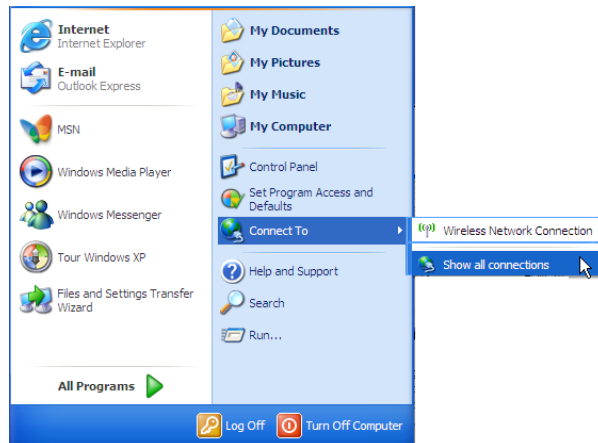 Internet
Internet Explorer
E-mail
Outlook Express
MSN
Windows Media Player
Windows Messenger
Tour Windows XP
Files and Settings Transfer
Wizard
All Programs
My Documents
My Pictures
My Music
My Computer
Control Panel
Set Program Access and
Defaults
Connect To
Help and Support
Search
Run...
Wireless Network Connection
Show all connections
Log Off
Turn Off Computer